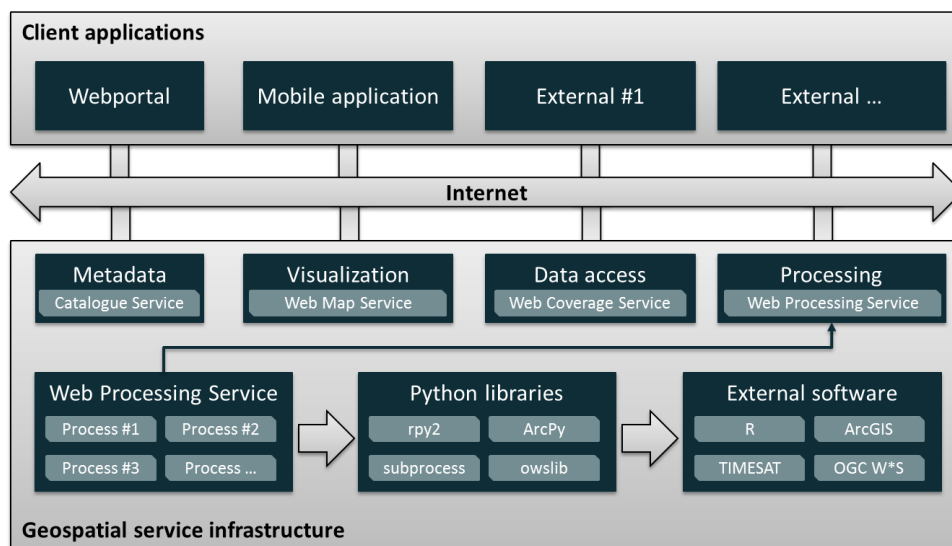 Client applications
Webportal
Mobile application
External #1
External ...
Internet
Metadata
Catalogue Service
Visualization
Web Map Service
Data access
Web Coverage Service
Processing
Web Processing Service
Web Processing Service
Process #1
Process #2
Process #3
Process ...
Python libraries
rpy2
ArcPy
subprocess
owslib
External software
R
ArcGIS
TIMESAT
OGC W*S
Geospatial service infrastructure